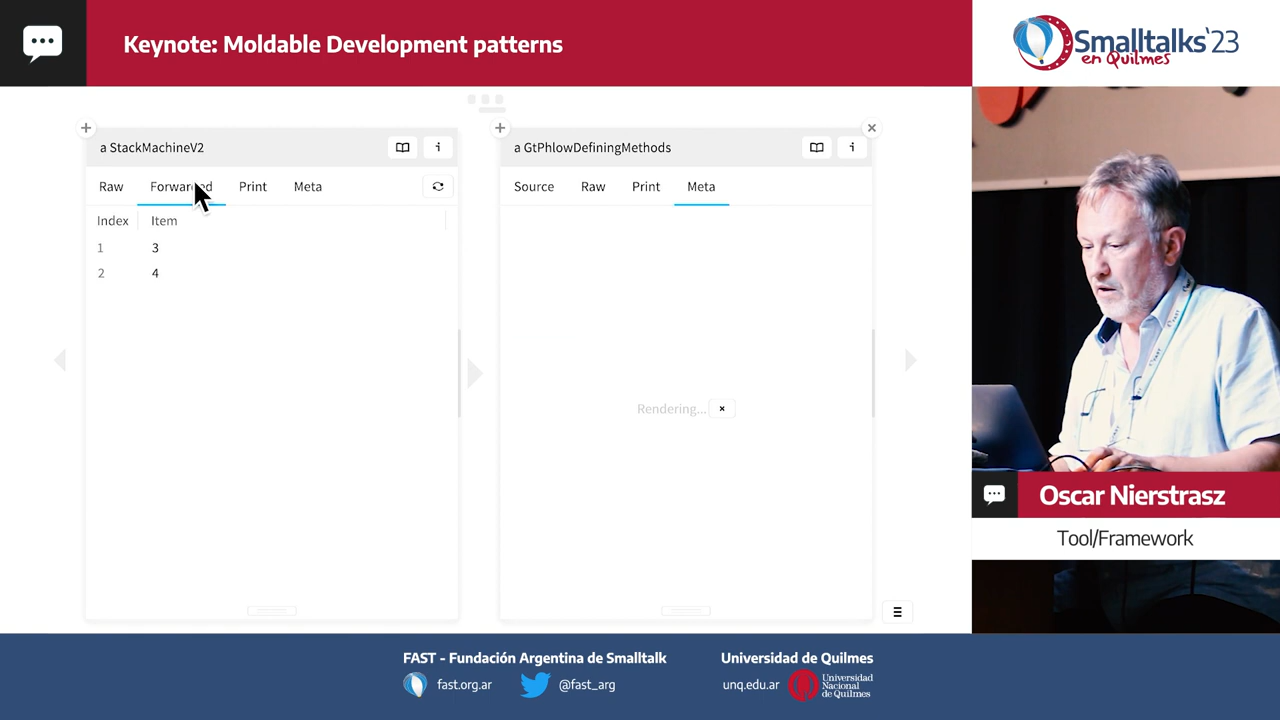 Keynote: Moldable Development patterns
Smalltalks'23
en Quilmes
a StackMachineV2
i
Raw
Forwarded
Print
Meta
Index
Item
1
3
2
4
a GtPhlowDefiningMethods
i
Source
Raw
Print
Meta
Rendering...
Oscar Nierstrasz
Tool/Framework
FAST - Fundación Argentina de Smalltalk
fast.org.ar
@fast_arg
Universidad de Quilmes
unq.edu.ar
Universidad
Nacional
de Quilmes